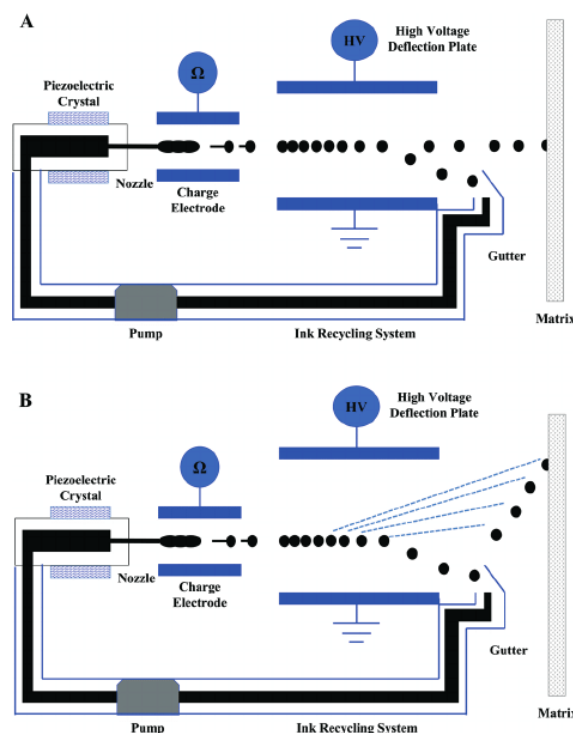 A
HV
High Voltage
Deflection Plate
Ω
Piezoelectric
Crystal
Nozzle
Charge
Electrode
Gutter
Matrix
Pump
Ink Recycling System
B
HV
High Voltage
Deflection Plate
Ω
Piezoelectric
Crystal
Nozzle
Charge
Electrode
Gutter
Matrix
Pump
Ink Recycling System